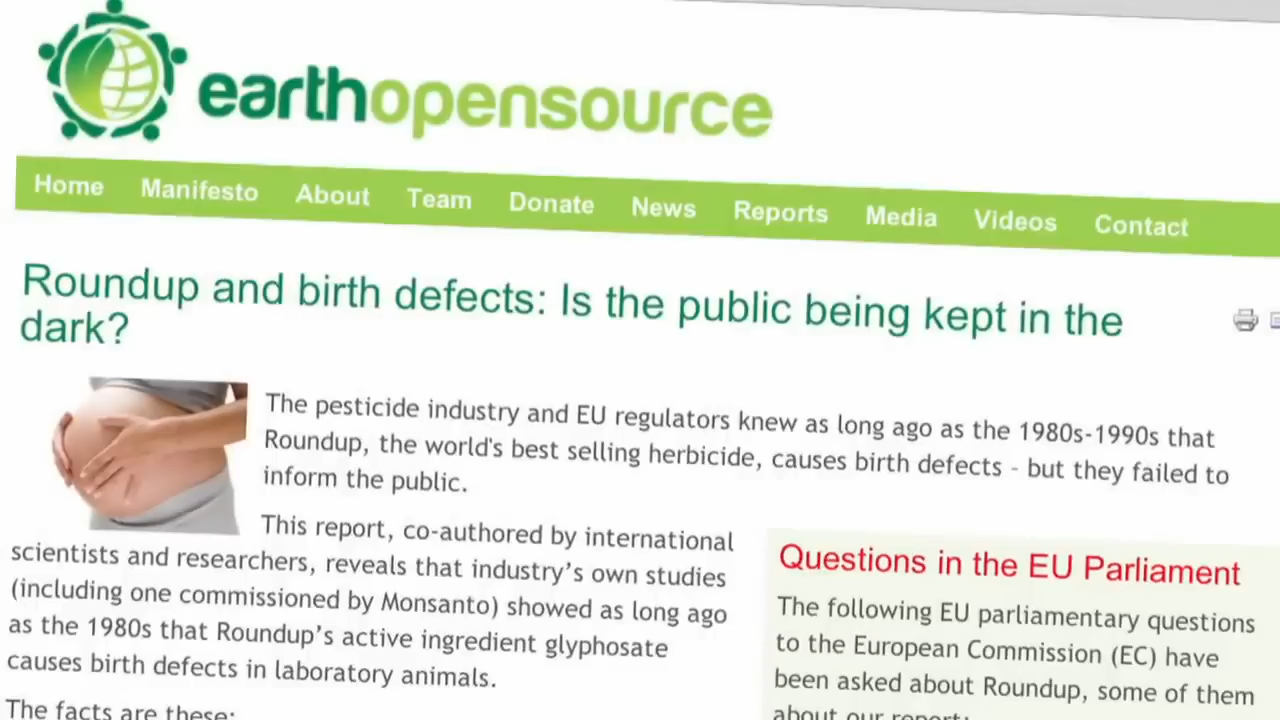 earthopensource
Home Manifesto About Team Donate News Reports Media Videos Contact
Roundup and birth defects: Is the public being kept in the
dark?
The pesticide industry and EU regulators knew as long ago as the 1980s-1990s that
Roundup, the world's best selling herbicide, causes birth defects - but they failed to
inform the public.
This report, co-authored by international
scientists and researchers, reveals that industry’s own studies
(including one commissioned by Monsanto) showed as long ago
as the 1980s that Roundup’s active ingredient glyphosate
causes birth defects in laboratory animals.
The facts are these:
Questions in the EU Parliament
The following EU parliamentary questions
to the European Commission (EC) have
been asked about Roundup, some of them
about our report: